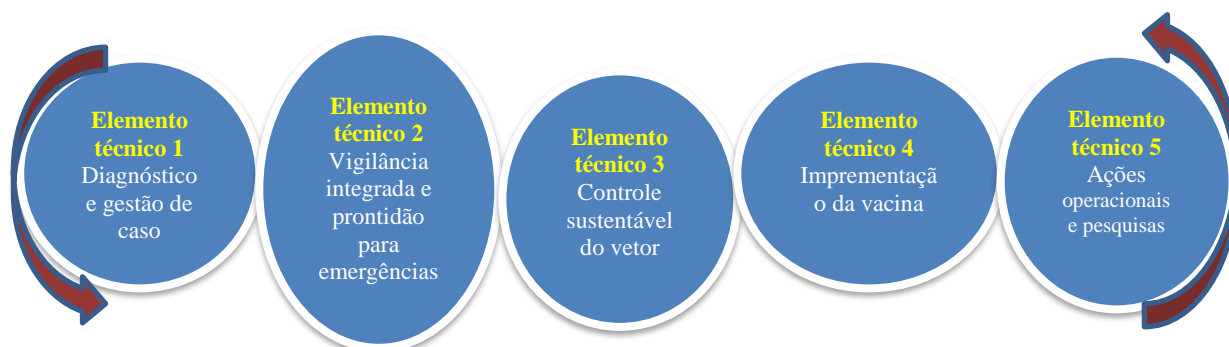 Elemento
técnico 1
Diagnóstico
e gestão de
caso
Elemento
técnico 2
Vigilância
integrada e
prontidão
para
emergências
Elemento
técnico 3
Controle
sustentável
do vetor
Elemento
técnico 4
Imprementaçã
o da vacina
Elemento
técnico 5
Ações
operacionais
e pesquisas